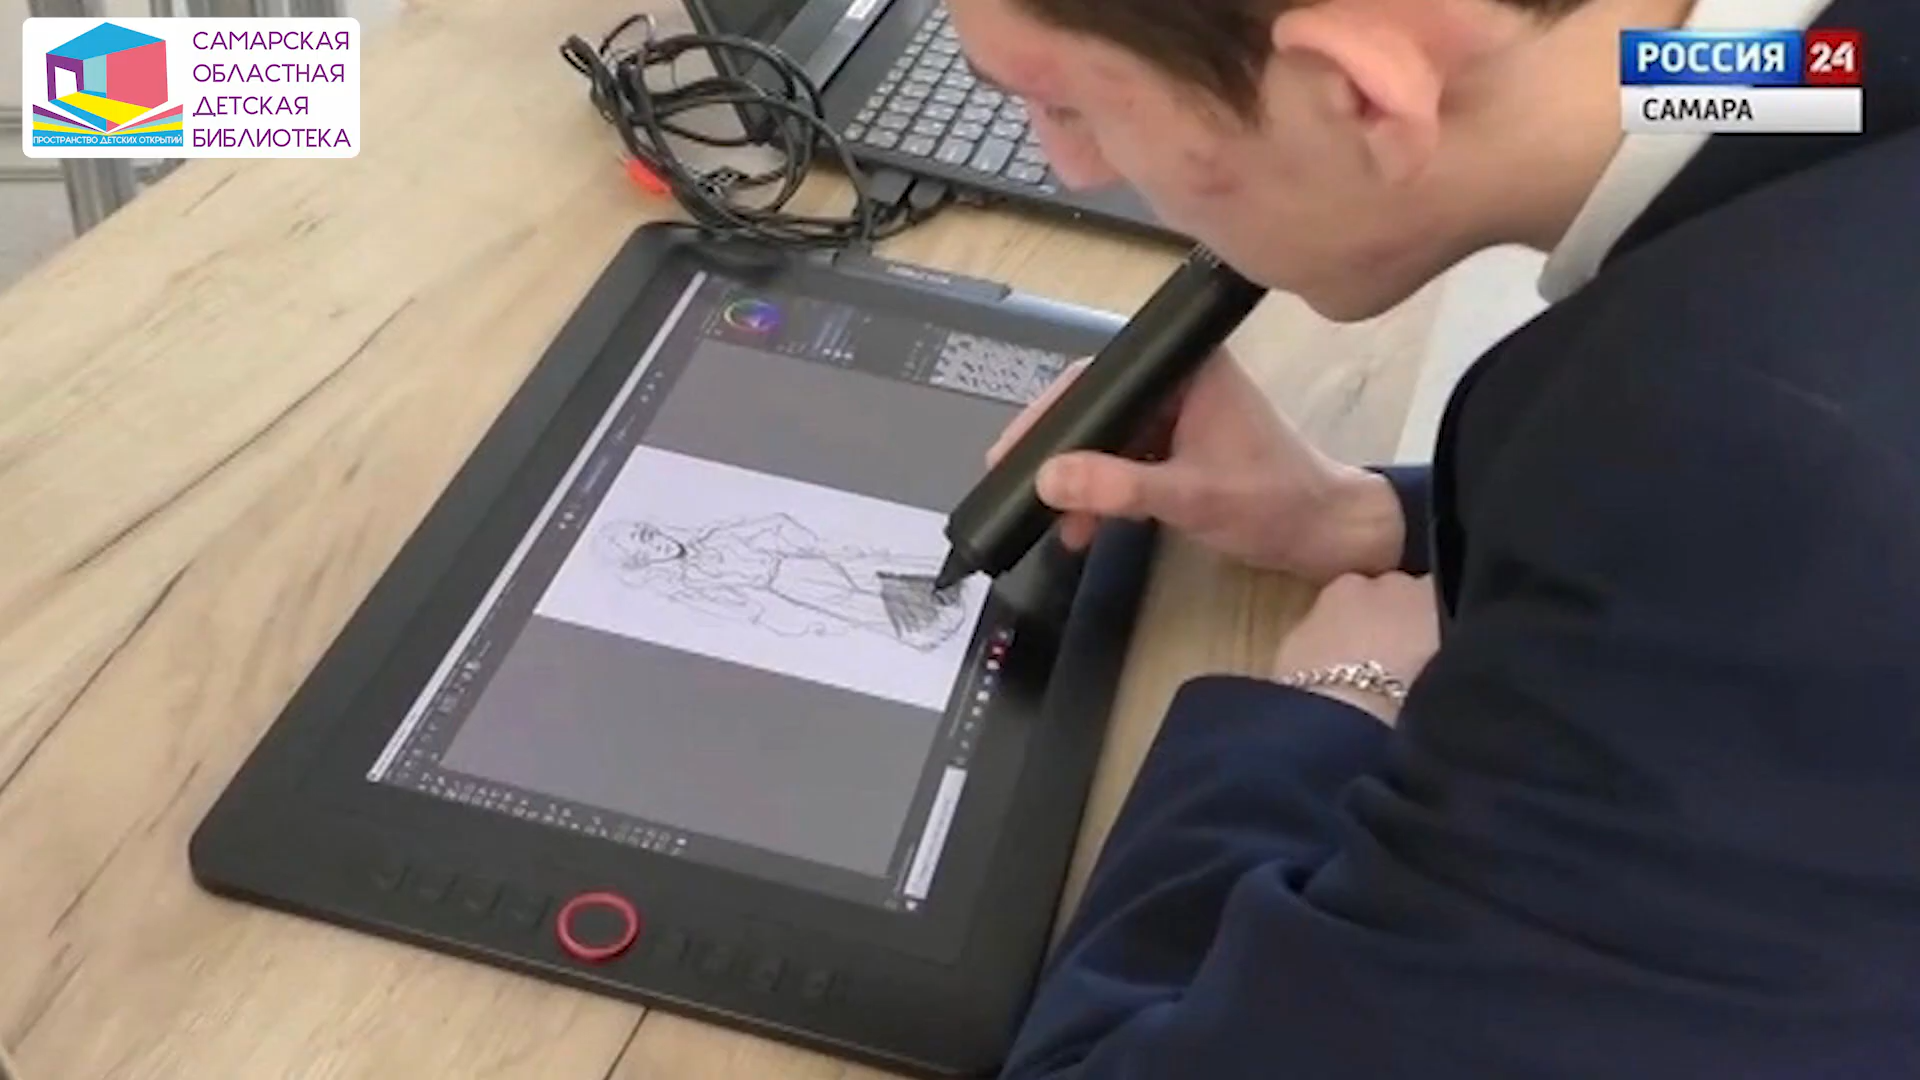 САМАРСКАЯ
ОБЛАСТНАЯ
ДЕТСКАЯ
БИБЛИОТЕКА
ПРОСТРАНСТВО ДЕТСКИХ ОТКРЫТИЙ
РОССИЯ 24
САМАРА